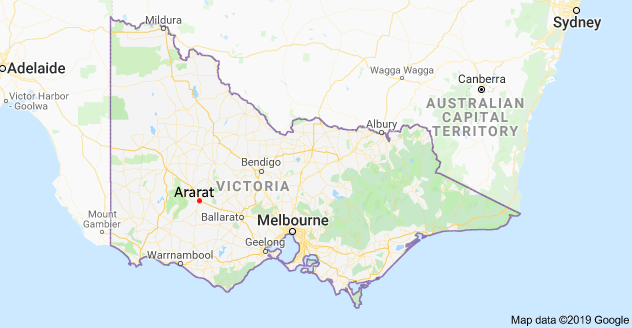 Mildura
Sydney
Adelaide
Wagga Wagga
Canberra
Victor Harbor
- Goolwa
AUSTRALIAN
CAPITAL
TERRITORY
Albury
Bendigo
Ararat
VICTORIA
Mount
Gambier
Ballarat
Melbourne
Geelong
Warrnambool
Map data ©2019 Google